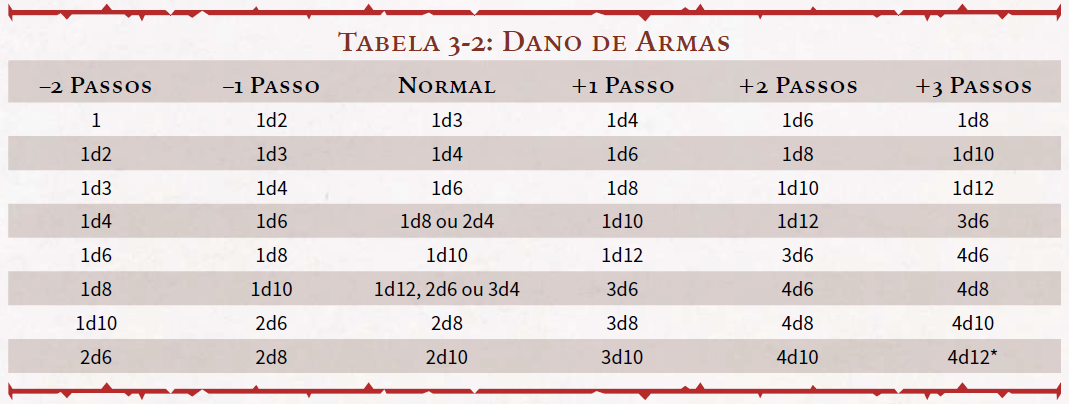 Tabela 3-2: Dano de Armas
–2 Passos –1 Passo Normal +1 Passo +2 Passos +3 Passos
1 1d2 1d3 1d4 1d6 1d8
1d2 1d3 1d4 1d6 1d8 1d10
1d3 1d4 1d6 1d8 1d10 1d12
1d4 1d6 1d8 ou 2d4 1d10 1d12 3d6
1d6 1d8 1d10 1d12 3d6 4d6
1d8 1d10 1d12, 2d6 ou 3d4 3d6 4d6 4d8
1d10 2d6 2d8 3d8 4d8 4d10
2d6 2d8 2d10 3d10 4d10 4d12*